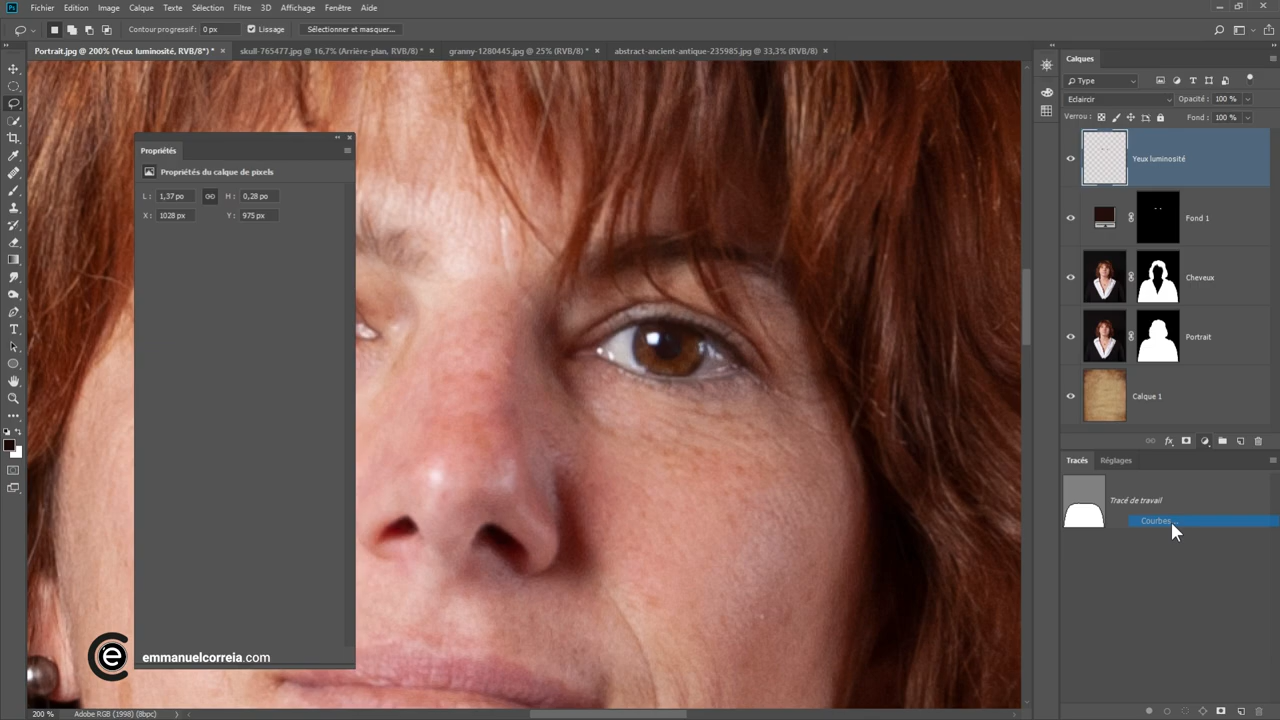 Ps Fichier Edition Image Calque Texte Sélection Filtre 3D Affichage Fenêtre Aide
Contour progressif : 0 px Lissage Sélectionner et masquer...
Portrait.jpg @ 200% (Yeux luminosité, RVB/8*) * × skull-765477.jpg @ 16,7% (Arrière-plan, RVB/8) * × granny-1280445.jpg @ 25% (RVB/8) * × abstract-ancient-antique-235985.jpg @ 33,3% (RVB/8) ×
Calques
Type
Eclaircir Opacité : 100 %
Verrou : Fond : 100 %
Yeux luminosité
Fond 1
Cheveux
Portrait
Calque 1
fx
Tracés Réglages
Tracé de travail
Courbes...
Propriétés
Propriétés du calque de pixels
L : 1,37 po H : 0,28 po
X : 1028 px Y : 975 px
emmanuelcorreia.com
200 % Adobe RGB (1998) (8bpc)